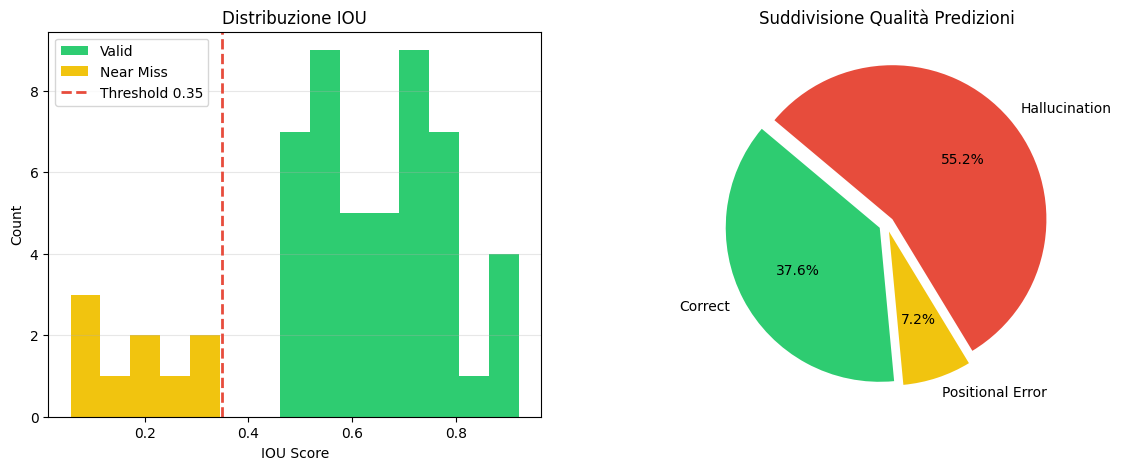 Distribuzione IOU
Valid
Near Miss
Threshold 0.35
Count
8
6
4
2
0
0.2
0.4
0.6
0.8
IOU Score
Suddivisione Qualità Predizioni
Hallucination
55.2%
37.6%
Correct
7.2%
Positional Error